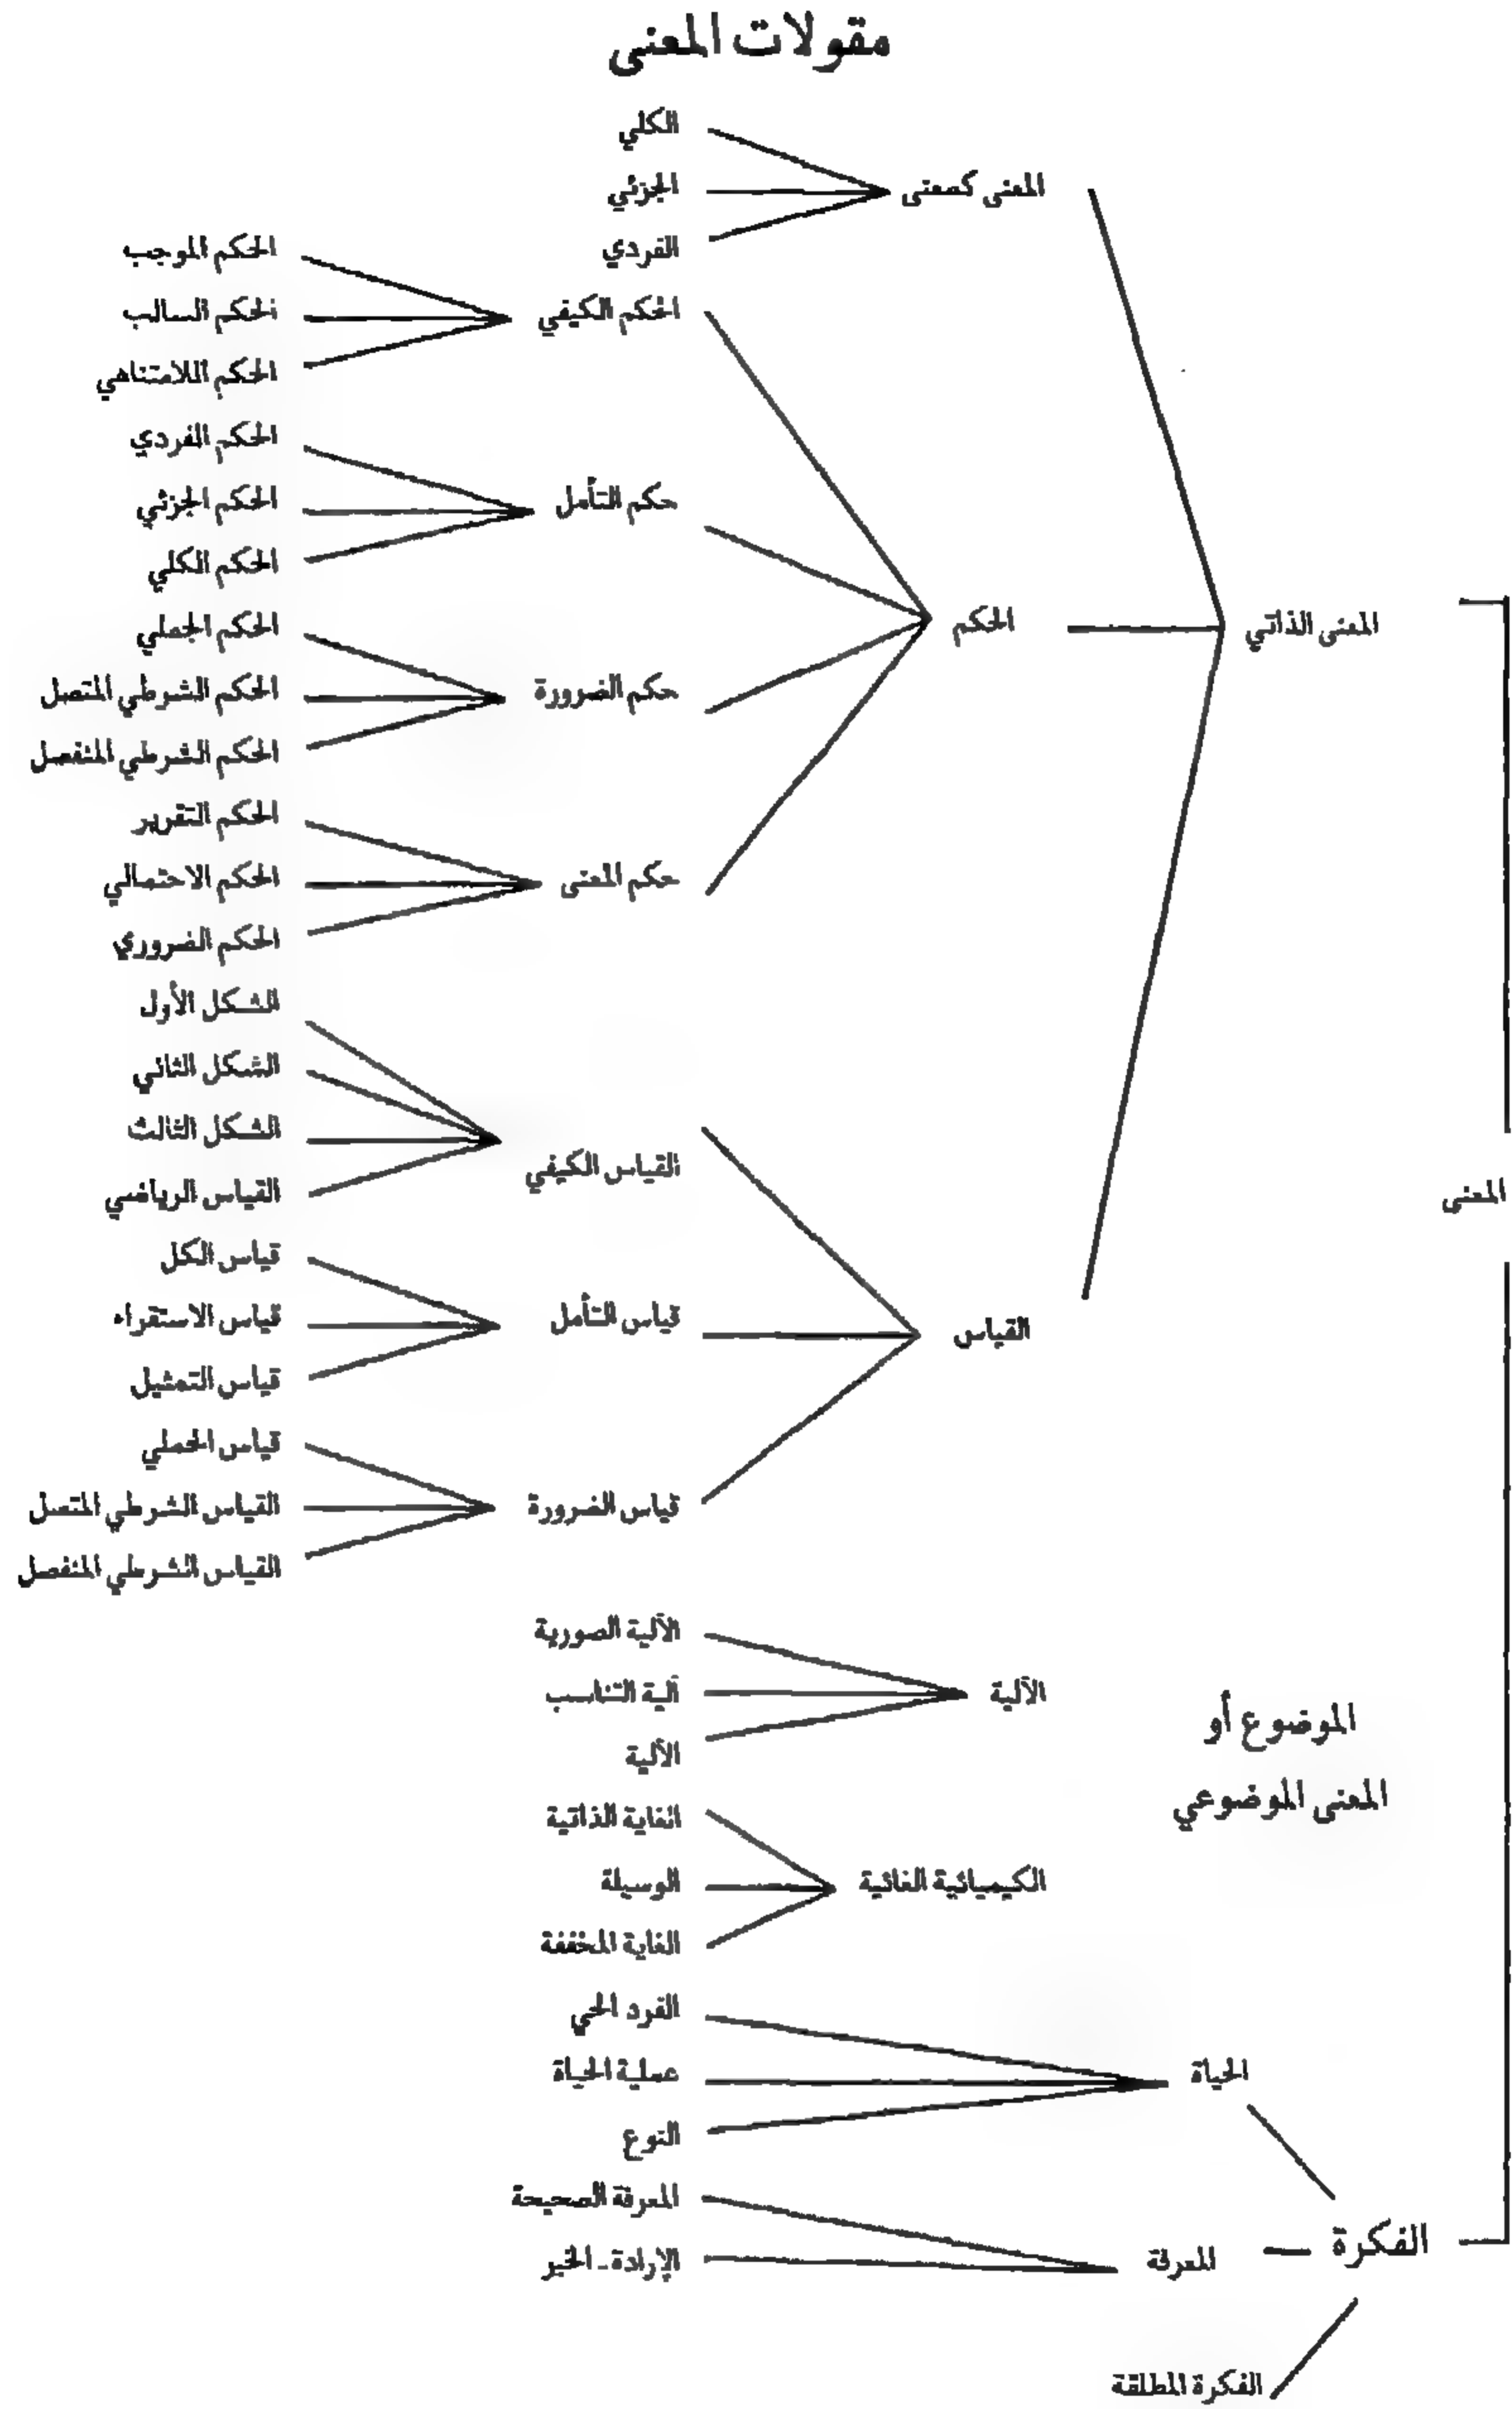 مقولات المعنى
المعنى
المعنى الذاتي
المعنى كمعنى
الكلي
الجزئي
الفردي
الحكم
الحكم الكيفي
الحكم الموجب
الحكم السالب
الحكم اللامتناهي
حكم التأمل
الحكم الفردي
الحكم الجزئي
الحكم الكلي
حكم الضرورة
الحكم الجملي
الحكم الشرطي المتصل
الحكم الشرطي المنفصل
حكم المعنى
الحكم التقرير
الحكم الاحتمالي
الحكم الضروري
القياس
القياس الكيفي
الشكل الأول
الشكل الثاني
الشكل الثالث
القياس الرياضي
قياس التأمل
قياس الكل
قياس الاستقراء
قياس التمثيل
قياس الضرورة
قياس الحملي
القياس الشرطي المتصل
القياس الشرطي المنفصل
الموضوع أو
المعنى الموضوعي
الآلية
الآلية الصورية
آلية التناسب
الآلية
الكيميائية الغائية
الغاية الذاتية
الوسيلة
الغاية المخففة
الفكرة
الحياة
الفرد الحي
عملية الحياة
النوع
المعرفة
المعرفة الصحيحة
الإرادة - الخير
الفكرة المطلقة